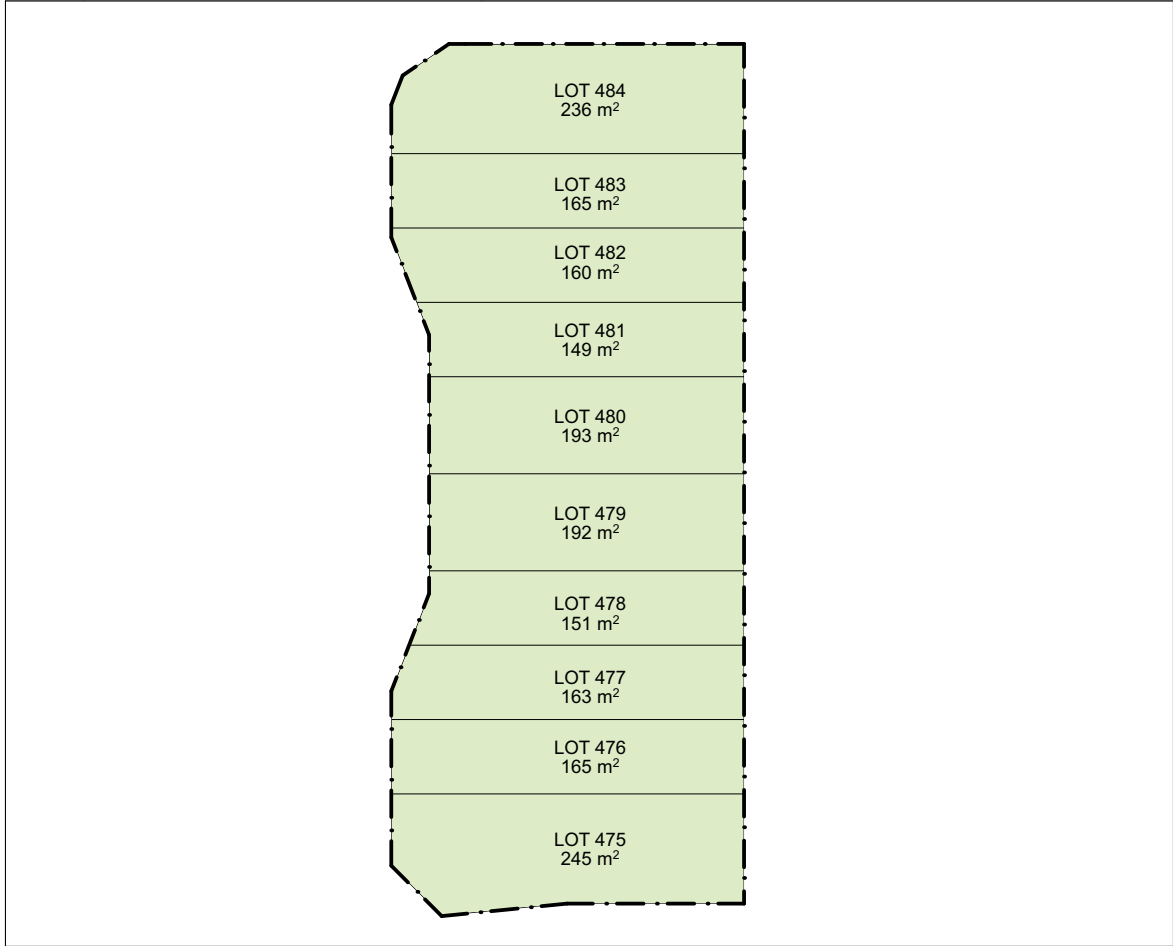 LOT 484
236 m²
LOT 483
165 m²
LOT 482
160 m²
LOT 481
149 m²
LOT 480
193 m²
LOT 479
192 m²
LOT 478
151 m²
LOT 477
163 m²
LOT 476
165 m²
LOT 475
245 m²